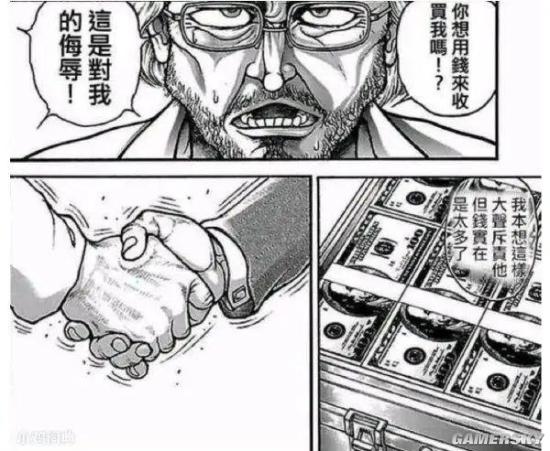 你想用錢來收
買我嗎！?
這是對我
的侮辱！
我本想這樣
大聲斥責他
但錢實在
是太多了
GAMERSKY